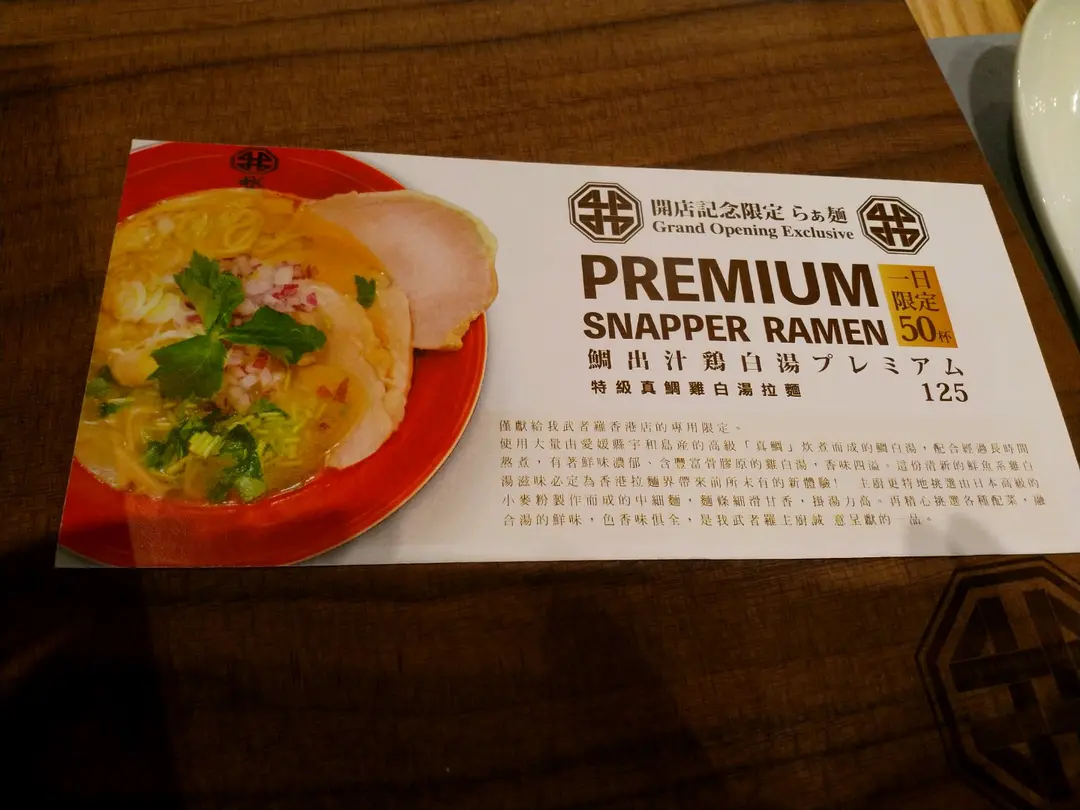 開店記念限定 らぁ麺
Grand Opening Exclusive
PREMIUM
SNAPPER RAMEN
一日
限定
50杯
鯛出汁鶏白湯プレミアム
特級真鯛雞白湯拉麵
125
僅獻給我武者羅香港店的專用限定。
使用大量由愛媛縣宇和島産的高級「真鯛」炊煮而成的鯛白湯，配合經過長時間
熬煮，有著鮮味濃郁、含豐富骨膠原的雞白湯，香味四溢。這份清新的鮮魚系雞白
湯滋味必定為香港拉麵界帶來前所未有的新體驗! 主廚更特地挑選由日本高級的
小麥粉製作而成的中細麵，麵條細滑甘香，掛湯力高。再精心挑選各種配菜，融
合湯的鮮味，色香味俱全，是我武者羅主廚誠意呈獻的一品。